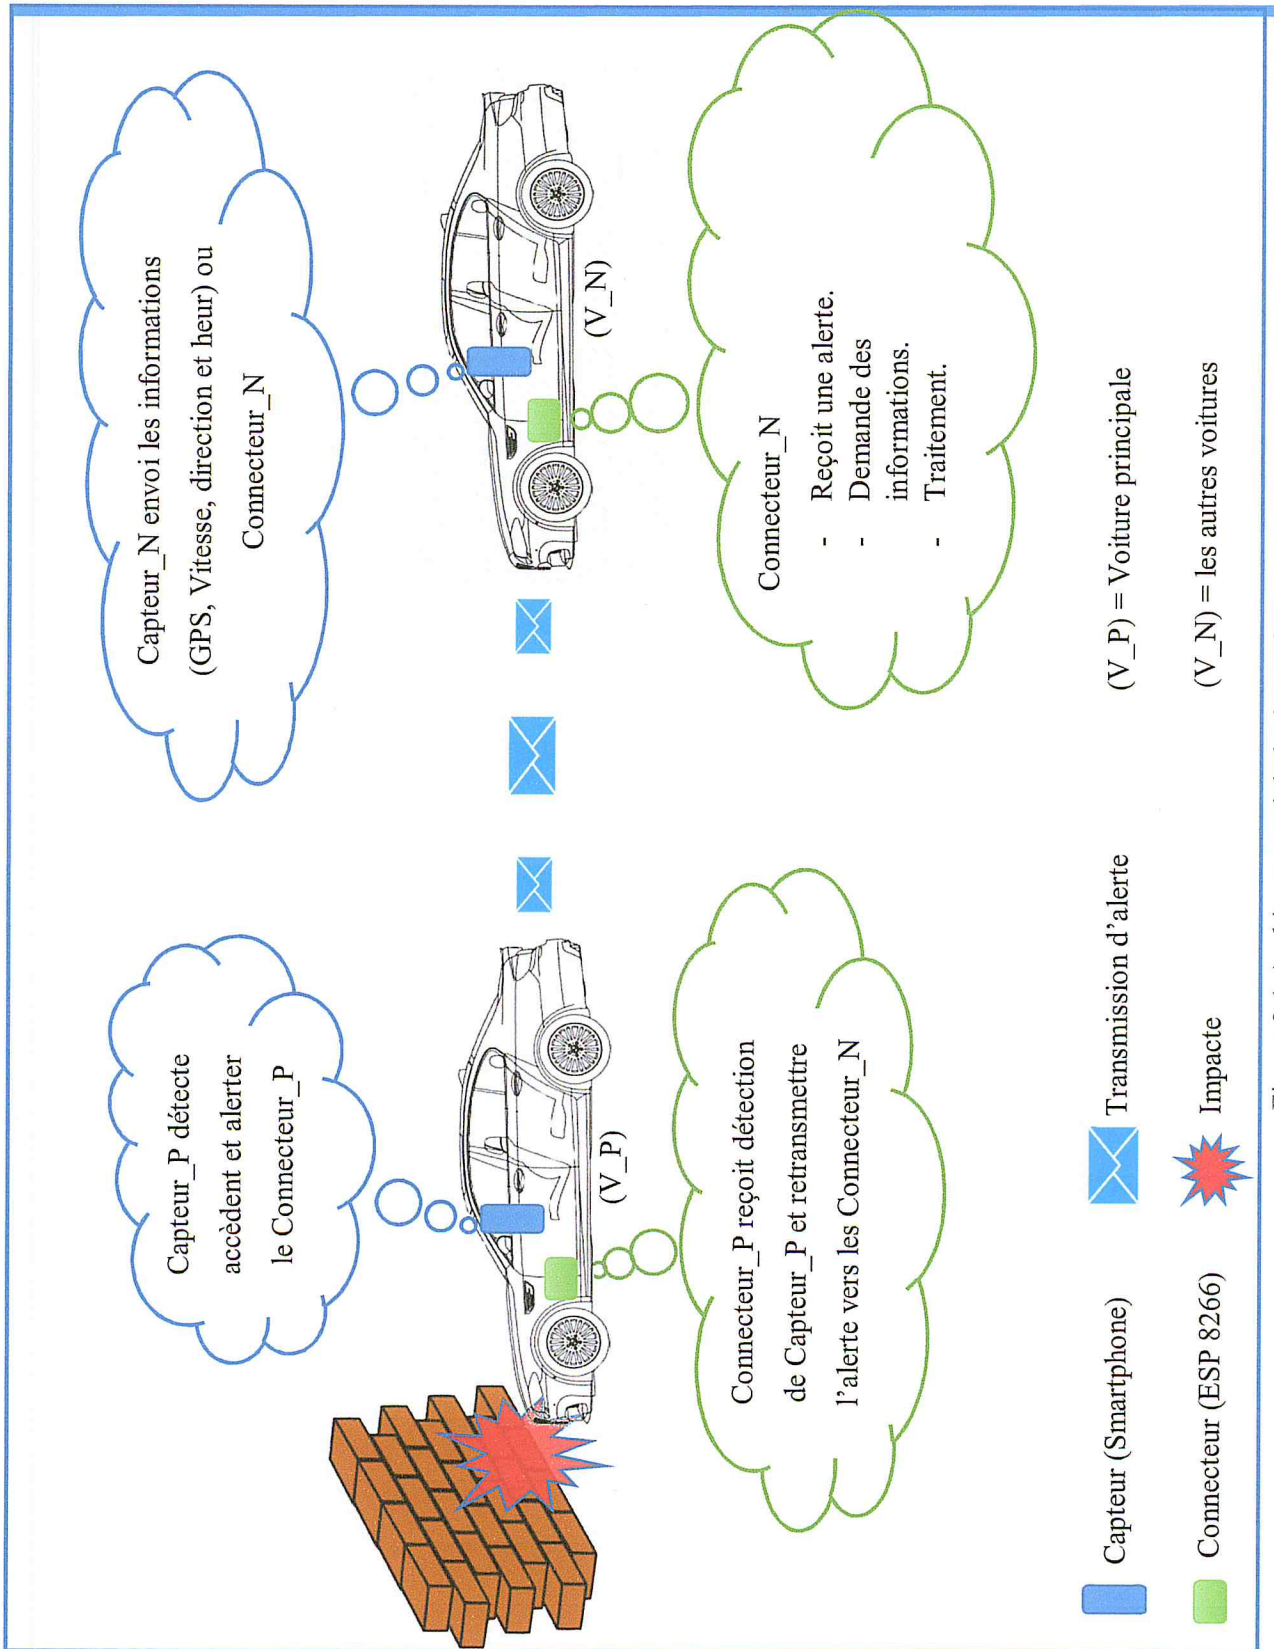 Capteur_P détecte
accèdent et alerter
le Connecteur_P
Capteur_N envoi les informations
(GPS, Vitesse, direction et heur) ou
Connecteur_N
(V_P)
(V_N)
Connecteur_P reçoit détection
de Capteur_P et retransmettre
l'alerte vers les Connecteur_N
Connecteur_N
- Reçoit une alerte.
- Demande des
informations.
- Traitement.
Capteur (Smartphone)
Transmission d'alerte
(V_P) = Voiture principale
Connecteur (ESP 8266)
Impacte
(V_N) = les autres voitures